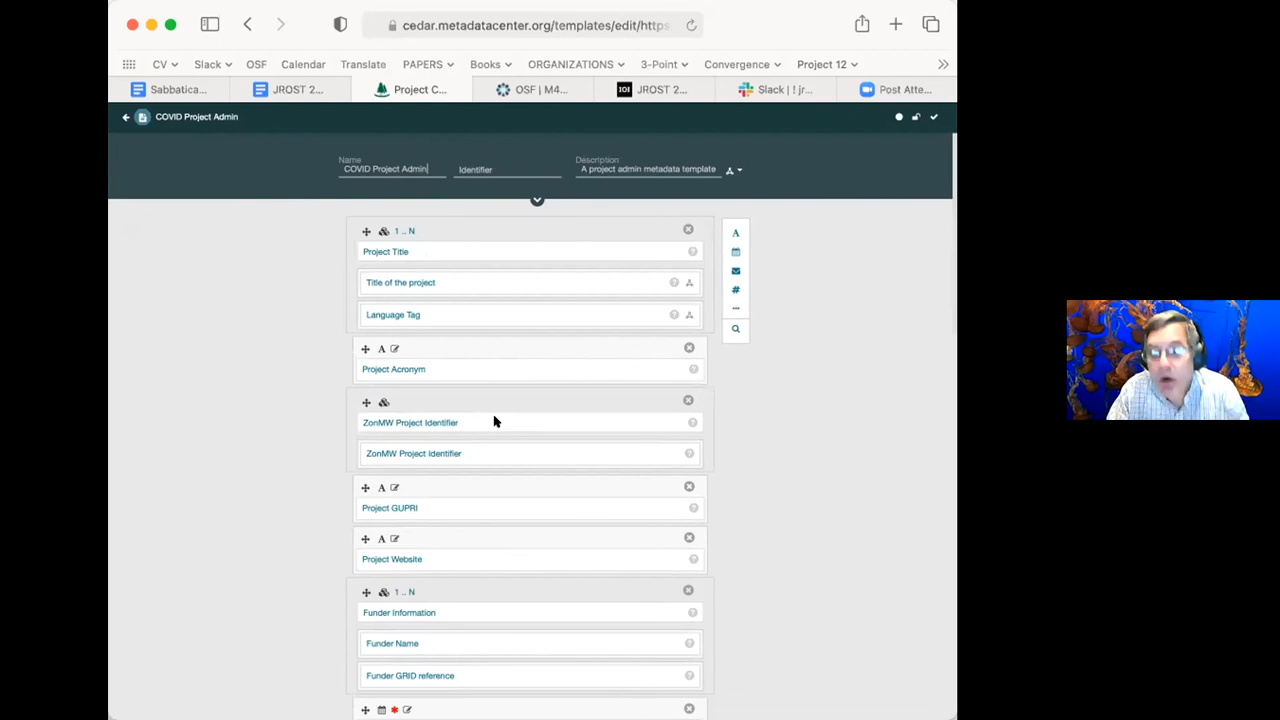 cedar.metadatacenter.org/templates/edit/https
CV Slack OSF Calendar Translate PAPERS Books ORGANIZATIONS 3-Point Convergence Project 12
Sabbatica... JROST 2... Project C... OSF | M4... IOI JROST 2... Slack | ! jr... Post Atte...
COVID Project Admin
Name
COVID Project Admin
Identifier
Description
A project admin metadata template
1 .. N
Project Title
Title of the project
Language Tag
A
Project Acronym
ZonMW Project Identifier
ZonMW Project Identifier
A
Project GUPRI
A
Project Website
1 .. N
Funder Information
Funder Name
Funder GRID reference
A
#